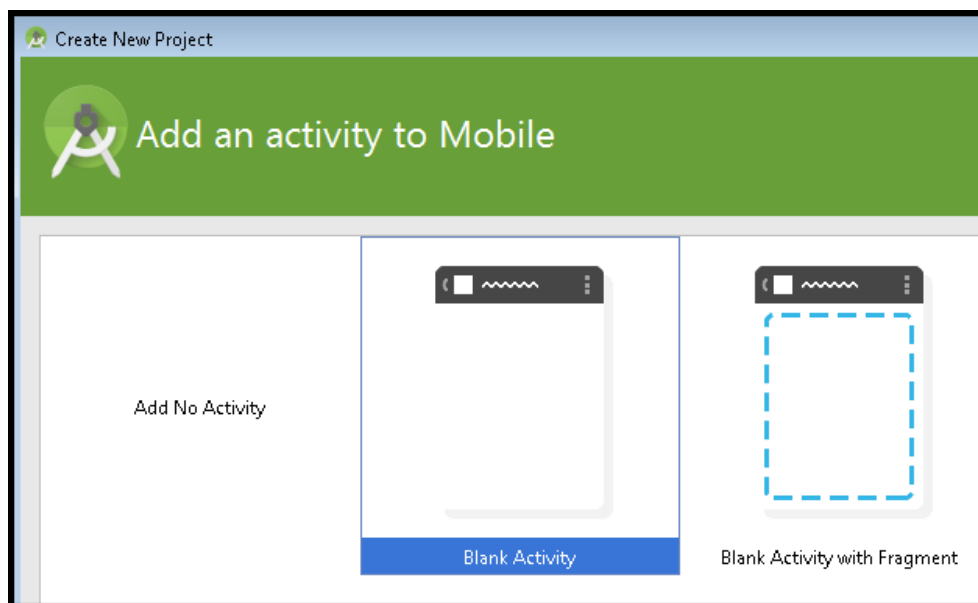 Create New Project
Add an activity to Mobile
Add No Activity
Blank Activity
Blank Activity with Fragment